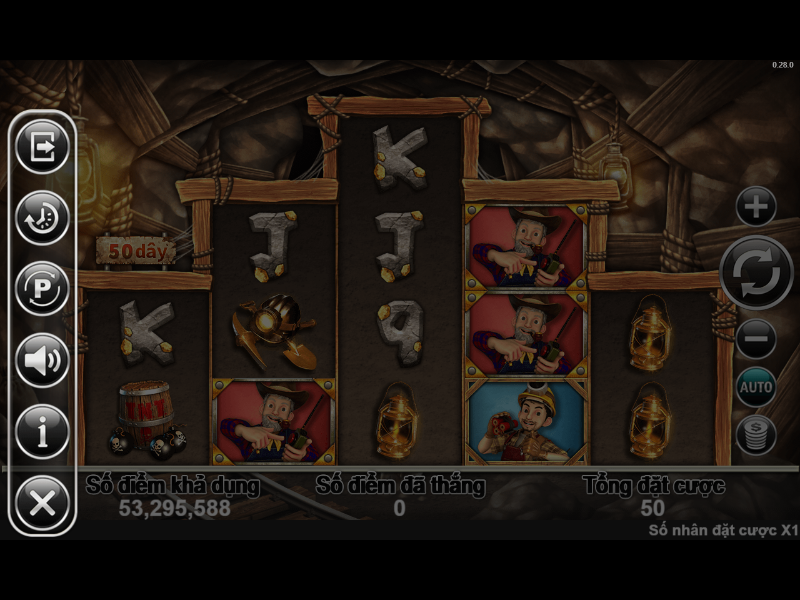 0.28.0
K
J
J
50 dây
P
K
Q
TNT
AUTO
$
i
Số điểm khả dụng
Số điểm đã thắng
Tổng đặt cược
53,295,588
0
50
Số nhân đặt cược X1